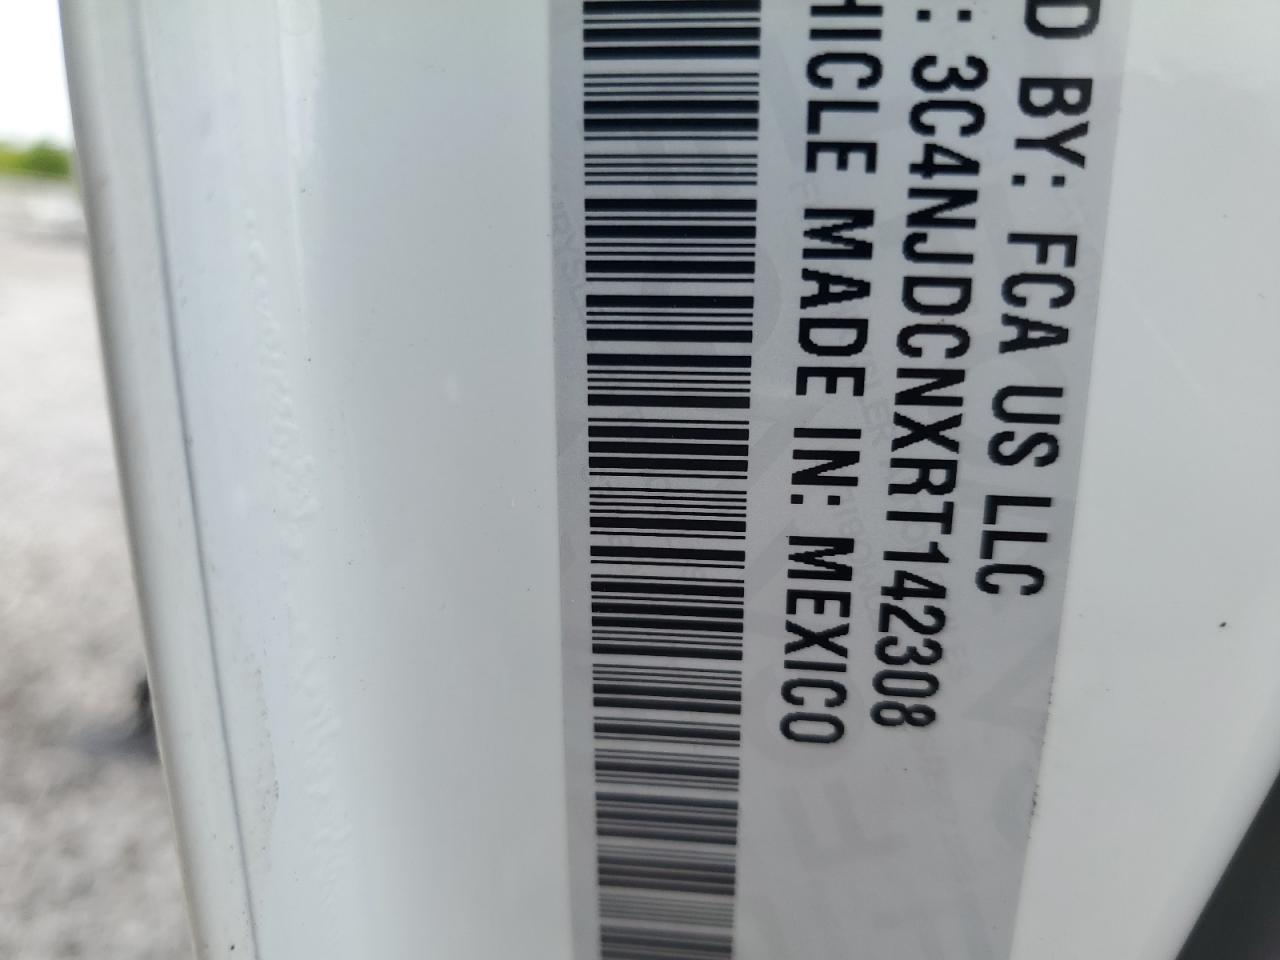 D BY: FCA US LLC
: 3C4NJDCNXRT142308
HICLE MADE IN: MEXICO